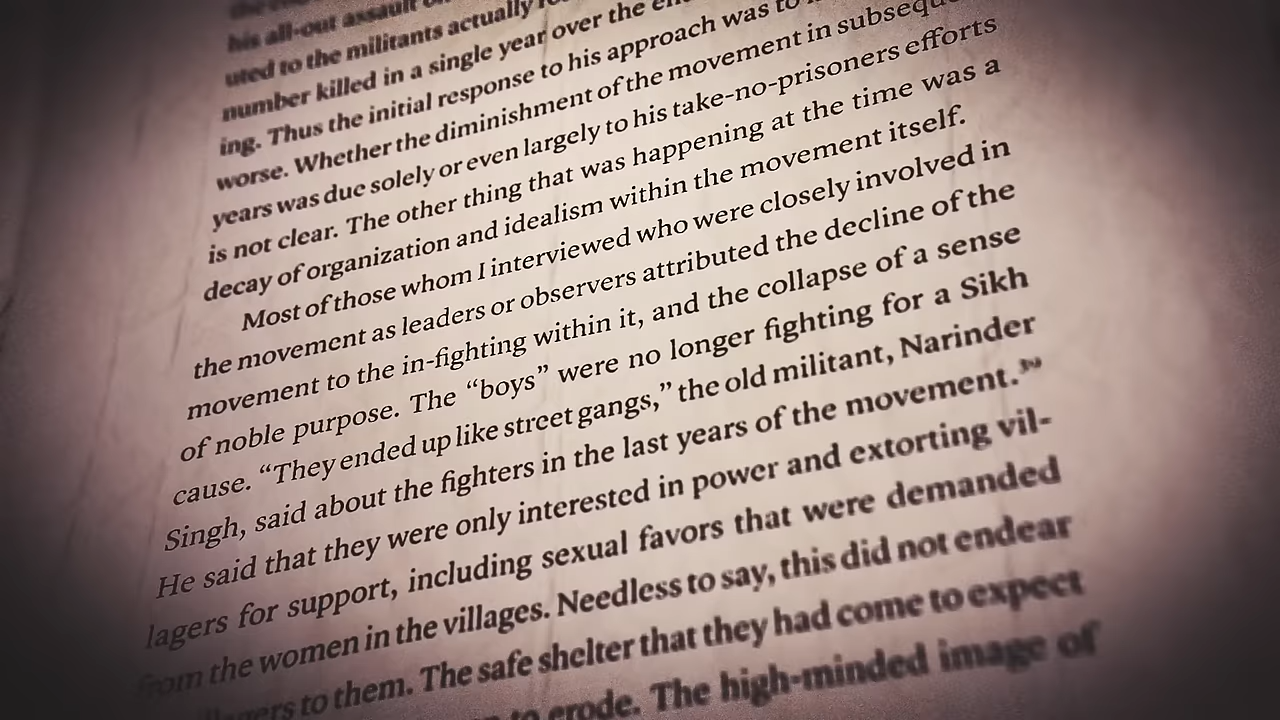 his all-out assault
uted to the militants actually
number killed in a single year over the
ing. Thus the initial response to his approach was to
worse. Whether the diminishment of the movement in subsequ
years was due solely or even largely to his take-no-prisoners efforts
is not clear. The other thing that was happening at the time was a
decay of organization and idealism within the movement itself.
Most of those whom I interviewed who were closely involved in
the movement as leaders or observers attributed the decline of the
movement to the in-fighting within it, and the collapse of a sense
of noble purpose. The “boys” were no longer fighting for a Sikh
cause. “They ended up like street gangs,” the old militant, Narinder
Singh, said about the fighters in the last years of the movement.”
He said that they were only interested in power and extorting vil-
lagers for support, including sexual favors that were demanded
from the women in the villages. Needless to say, this did not endear
to them. The safe shelter that they had come to expect
to erode. The high-minded image of